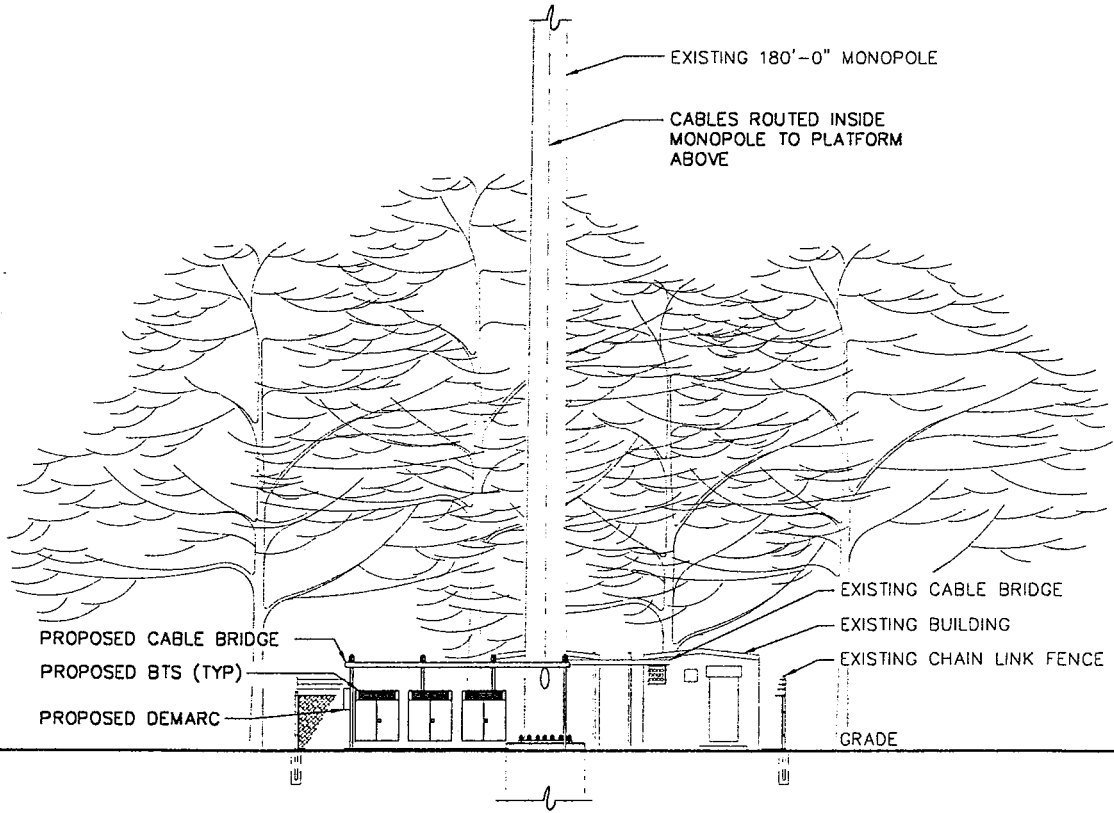 EXISTING 180'-0" MONOPOLE
CABLES ROUTED INSIDE
MONOPOLE TO PLATFORM
ABOVE
EXISTING CABLE BRIDGE
EXISTING BUILDING
EXISTING CHAIN LINK FENCE
GRADE
PROPOSED CABLE BRIDGE
PROPOSED BTS (TYP)
PROPOSED DEMARC